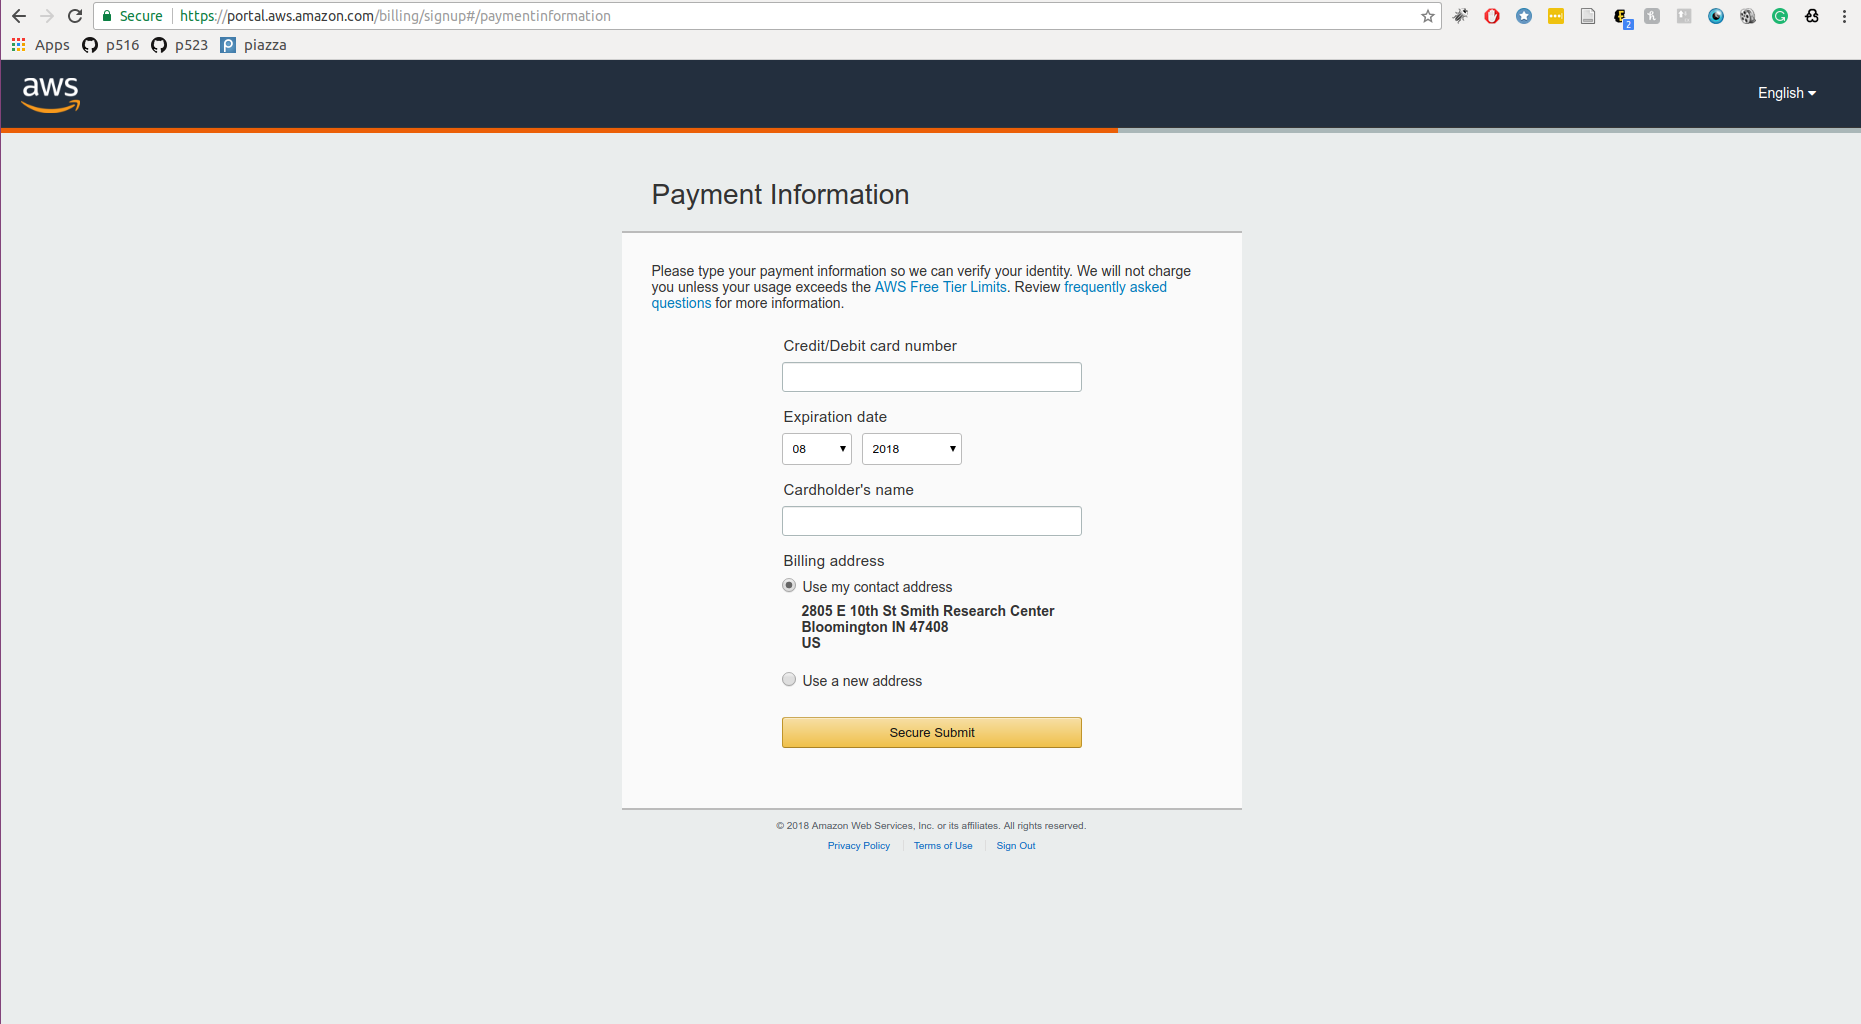 Secure https://portal.aws.amazon.com/billing/signup#/paymentinformation
2
Apps p516 p523 piazza
aws
English
Payment Information
Please type your payment information so we can verify your identity. We will not charge
you unless your usage exceeds the AWS Free Tier Limits. Review frequently asked
questions for more information.
Credit/Debit card number
Expiration date
08 2018
Cardholder's name
Billing address
Use my contact address
2805 E 10th St Smith Research Center
Bloomington IN 47408
US
Use a new address
Secure Submit
© 2018 Amazon Web Services, Inc. or its affiliates. All rights reserved.
Privacy Policy Terms of Use Sign Out